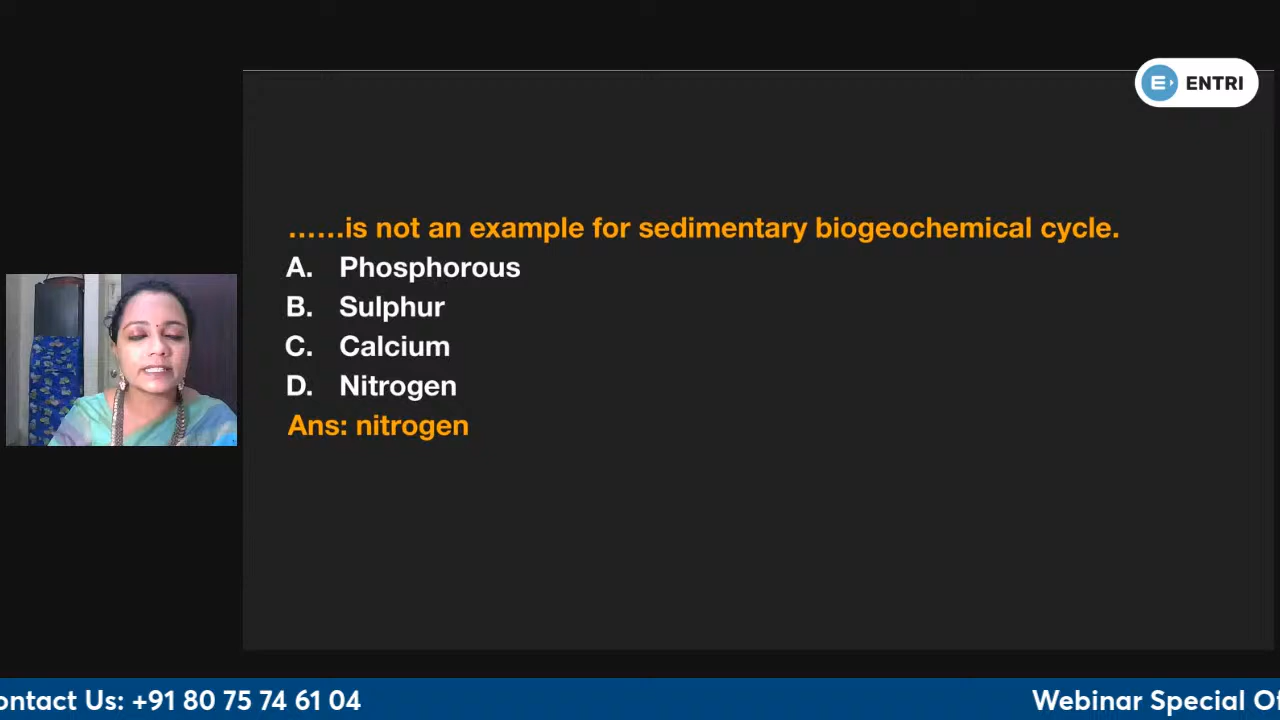 ENTRI
......is not an example for sedimentary biogeochemical cycle.
A. Phosphorous
B. Sulphur
C. Calcium
D. Nitrogen
Ans: nitrogen
ontact Us: +91 80 75 74 61 04
Webinar Special Of